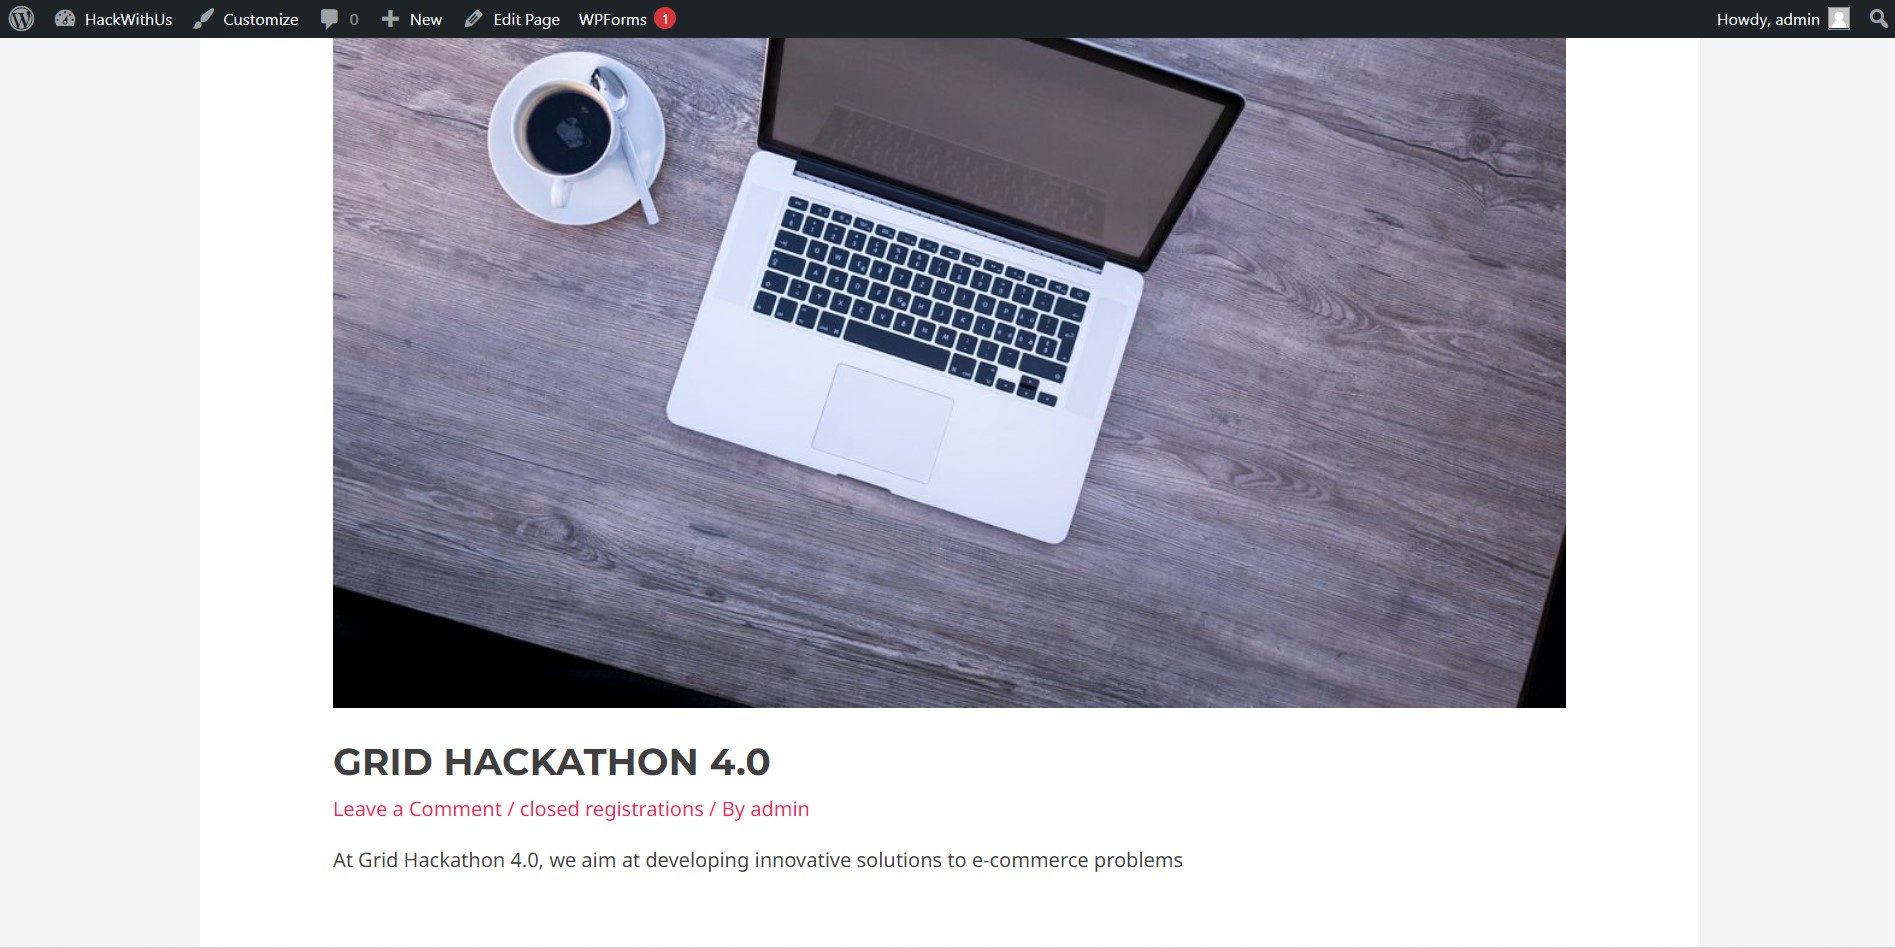 HackWithUs Customize 0 New Edit Page WPForms 1 Howdy, admin
GRID HACKATHON 4.0
Leave a Comment / closed registrations / By admin
At Grid Hackathon 4.0, we aim at developing innovative solutions to e-commerce problems